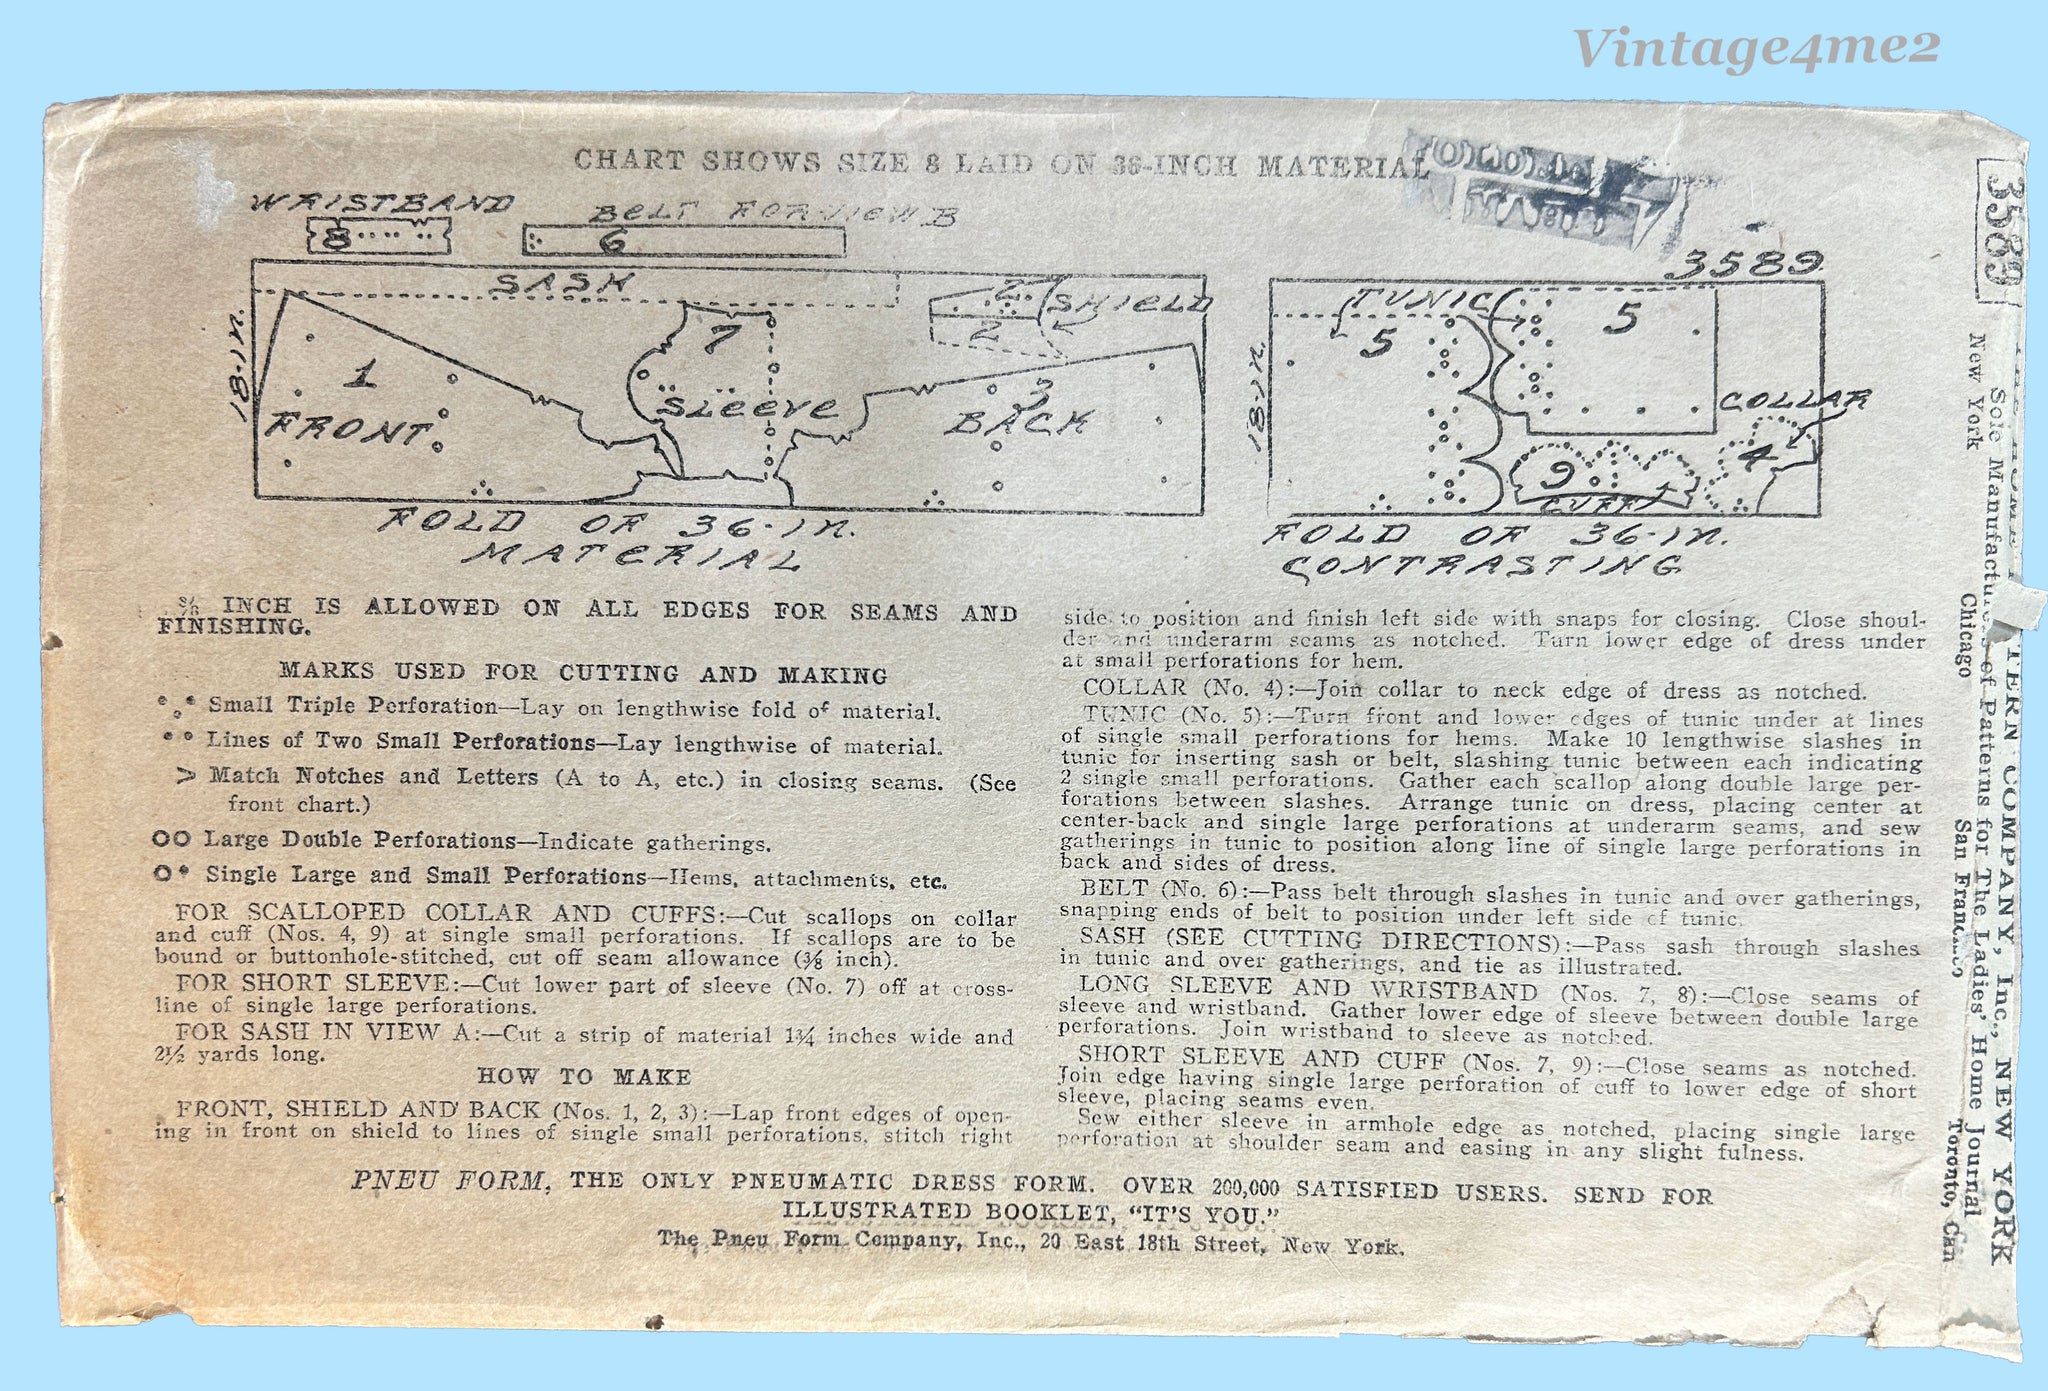 Vintage4me2
CHART SHOWS SIZE 8 LAID ON 36-INCH MATERIAL
WRISTBAND
8
BELT FOR VIEW B
6
SASH
18-IN.
1
FRONT
7
SLEEVE
2
SHIELD
2
3
BACK
FOLD OF 36-IN.
MATERIAL
3589
TUNIC
5
5
18-IN.
COLLAR
4
9
CUFF
FOLD OF 36-IN.
CONTRASTING
3/8 INCH IS ALLOWED ON ALL EDGES FOR SEAMS AND
FINISHING.
MARKS USED FOR CUTTING AND MAKING
Small Triple Perforation—Lay on lengthwise fold of material.
Lines of Two Small Perforations—Lay lengthwise of material.
> Match Notches and Letters (A to A, etc.) in closing seams. (See
front chart.)
Large Double Perforations—Indicate gatherings.
Single Large and Small Perforations—Hems, attachments, etc.
FOR SCALLOPED COLLAR AND CUFFS:—Cut scallops on collar
and cuff (Nos. 4, 9) at single small perforations. If scallops are to be
bound or buttonhole-stitched, cut off seam allowance (3/8 inch).
FOR SHORT SLEEVE:—Cut lower part of sleeve (No. 7) off at cross-
line of single large perforations.
FOR SASH IN VIEW A:—Cut a strip of material 1¾ inches wide and
2½ yards long.
HOW TO MAKE
FRONT, SHIELD AND BACK (Nos. 1, 2, 3):—Lap front edges of open-
ing in front on shield to lines of single small perforations, stitch right
side to position and finish left side with snaps for closing. Close shoul-
der and underarm seams as notched. Turn lower edge of dress under
at small perforations for hem.
COLLAR (No. 4):—Join collar to neck edge of dress as notched.
TUNIC (No. 5):—Turn front and lower edges of tunic under at lines
of single small perforations for hems. Make 10 lengthwise slashes in
tunic for inserting sash or belt, slashing tunic between each indicating
2 single small perforations. Gather each scallop along double large per-
forations between slashes. Arrange tunic on dress, placing center at
center-back and single large perforations at underarm seams, and sew
gatherings in tunic to position along line of single large perforations in
back and sides of dress.
BELT (No. 6):—Pass belt through slashes in tunic and over gatherings,
snapping ends of belt to position under left side of tunic.
SASH (SEE CUTTING DIRECTIONS):—Pass sash through slashes
in tunic and over gatherings, and tie as illustrated.
LONG SLEEVE AND WRISTBAND (Nos. 7, 8):—Close seams of
sleeve and wristband. Gather lower edge of sleeve between double large
perforations. Join wristband to sleeve as notched.
SHORT SLEEVE AND CUFF (Nos. 7, 9):—Close seams as notched.
Join edge having single large perforation of cuff to lower edge of short
sleeve, placing seams even.
Sew either sleeve in armhole edge as notched, placing single large
perforation at shoulder seam and easing in any slight fulness.
PNEU FORM, THE ONLY PNEUMATIC DRESS FORM. OVER 200,000 SATISFIED USERS. SEND FOR
ILLUSTRATED BOOKLET, "IT'S YOU."
The Pneu Form Company, Inc., 20 East 18th Street, New York.
3589
COMPANY, Inc., NEW YORK
Sole Manufacturers of Patterns for The Ladies' Home Journal
New York Chicago San Francisco Toronto, Can